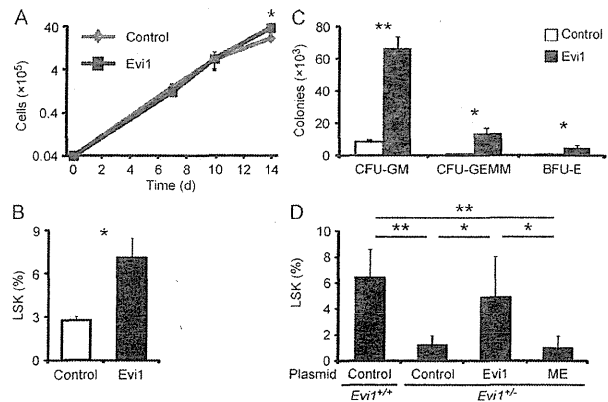 A
Cells (×10⁵)
40
4
0.4
0.04
Control
Evi1
*
0 2 4 6 8 10 12 14
Time (d)
C
Colonies (×10³)
80
60
40
20
0
**
*
*
Control
Evi1
CFU-GM CFU-GEMM BFU-E
B
LSK (%)
9
6
3
0
*
Control Evi1
D
LSK (%)
8
6
4
2
0
**
** * *
Plasmid Control Control Evi1 ME
Evi1+/+ Evi1+/-